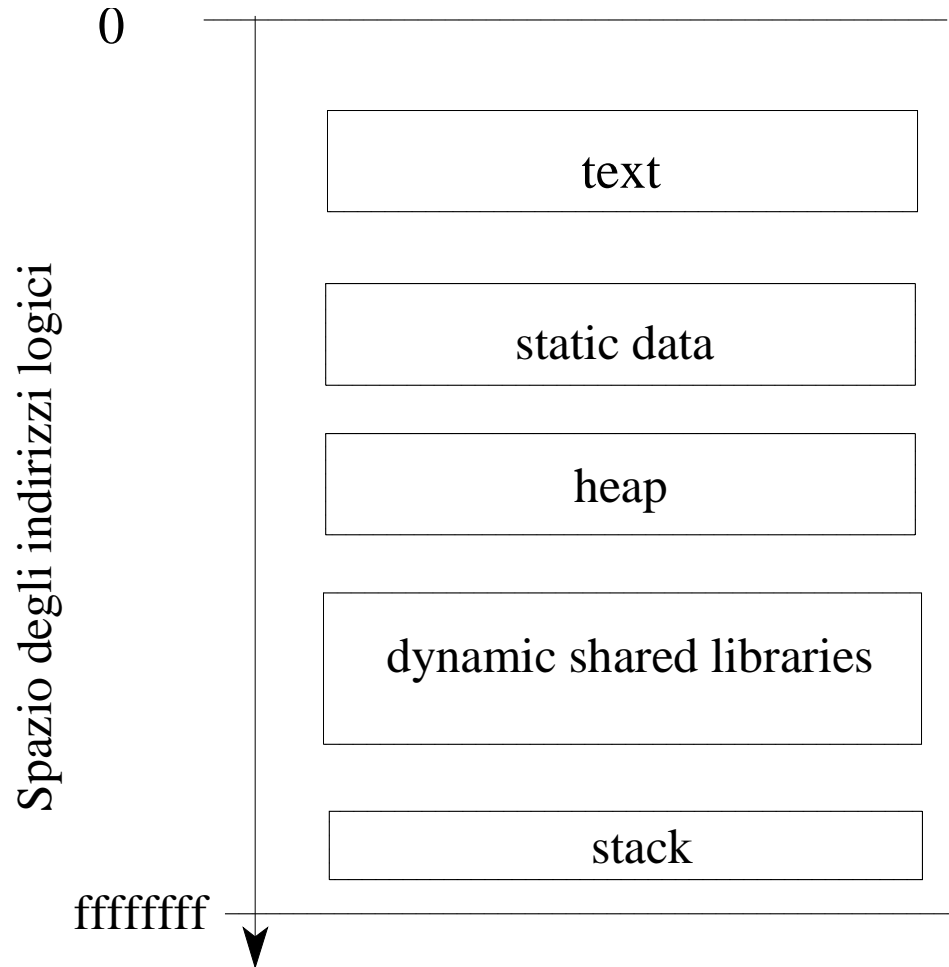 0
text
static data
heap
dynamic shared libraries
stack
ffffffff
Spazio degli indirizzi logici